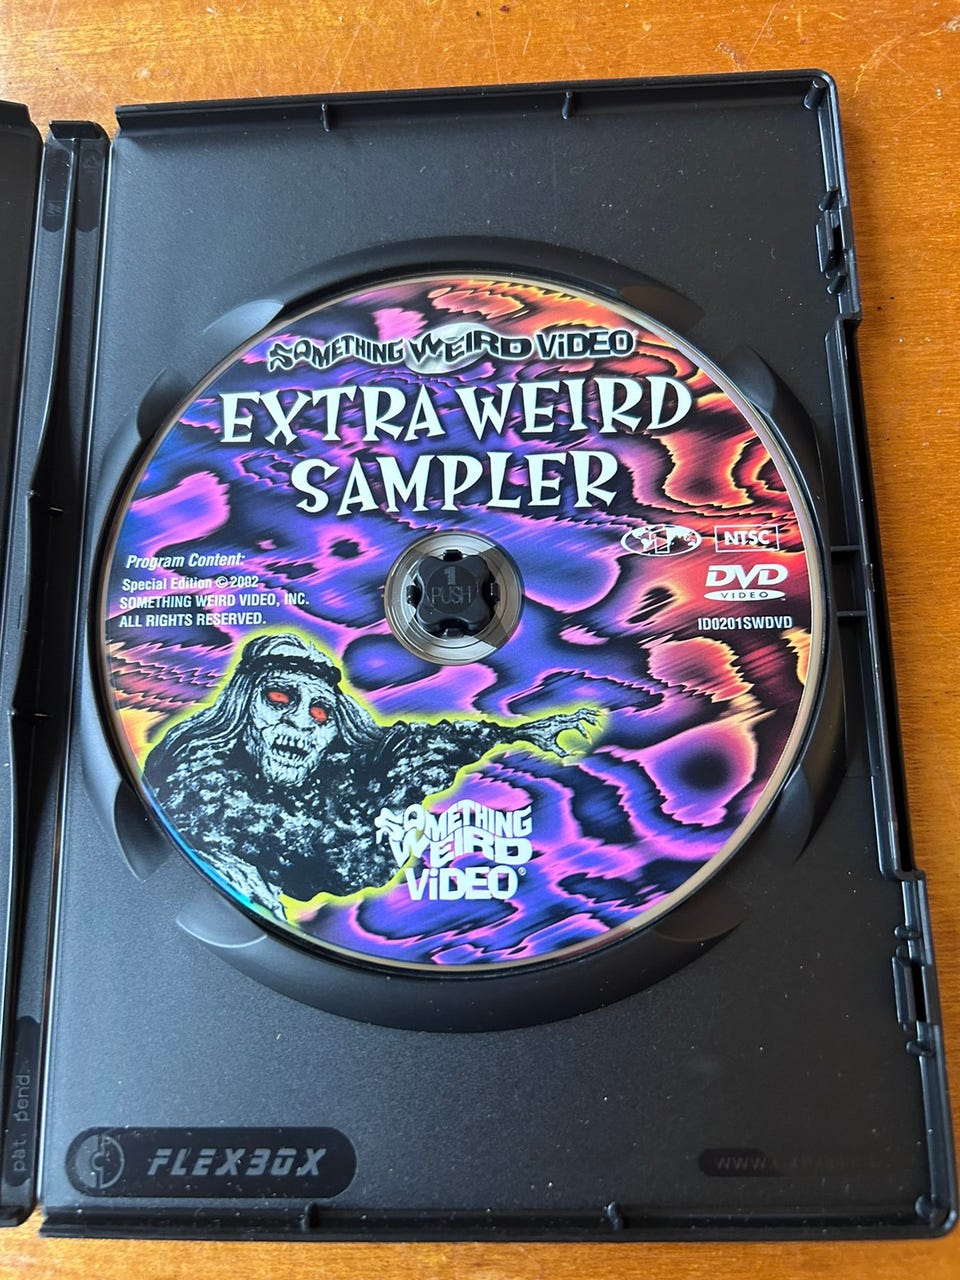 SOMETHING WEIRD ViDEO®
EXTRA WEIRD
SAMPLER
NTSC
Program Content:
Special Edition © 2002
SOMETHING WEIRD VIDEO, INC.
ALL RIGHTS RESERVED.
DVD
VIDEO
ID0201SWDVD
1
PUSH
SOMETHING
WEIRD
ViDEO®
pat. pend.
FLEXBOX